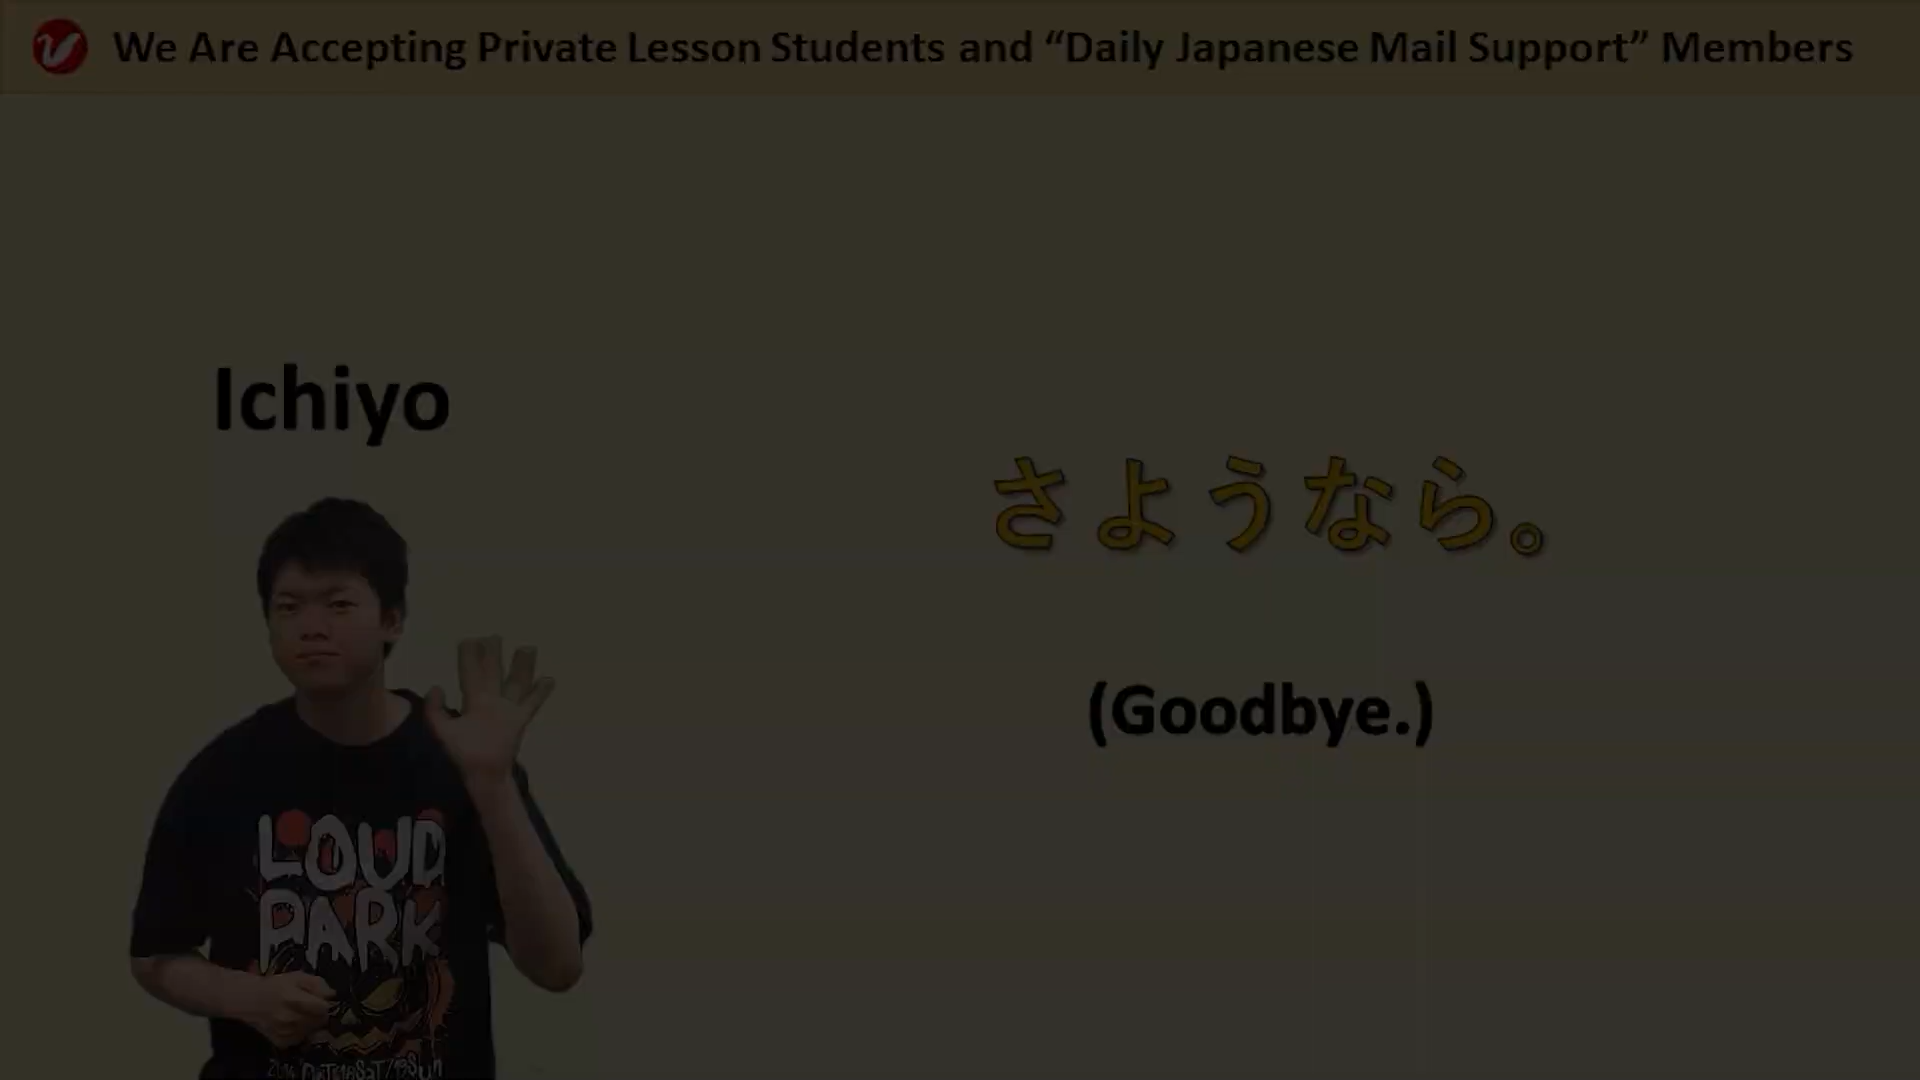 We Are Accepting Private Lesson Students and “Daily Japanese Mail Support” Members
Ichiyo
さようなら。
(Goodbye.)
LOUD
PARK